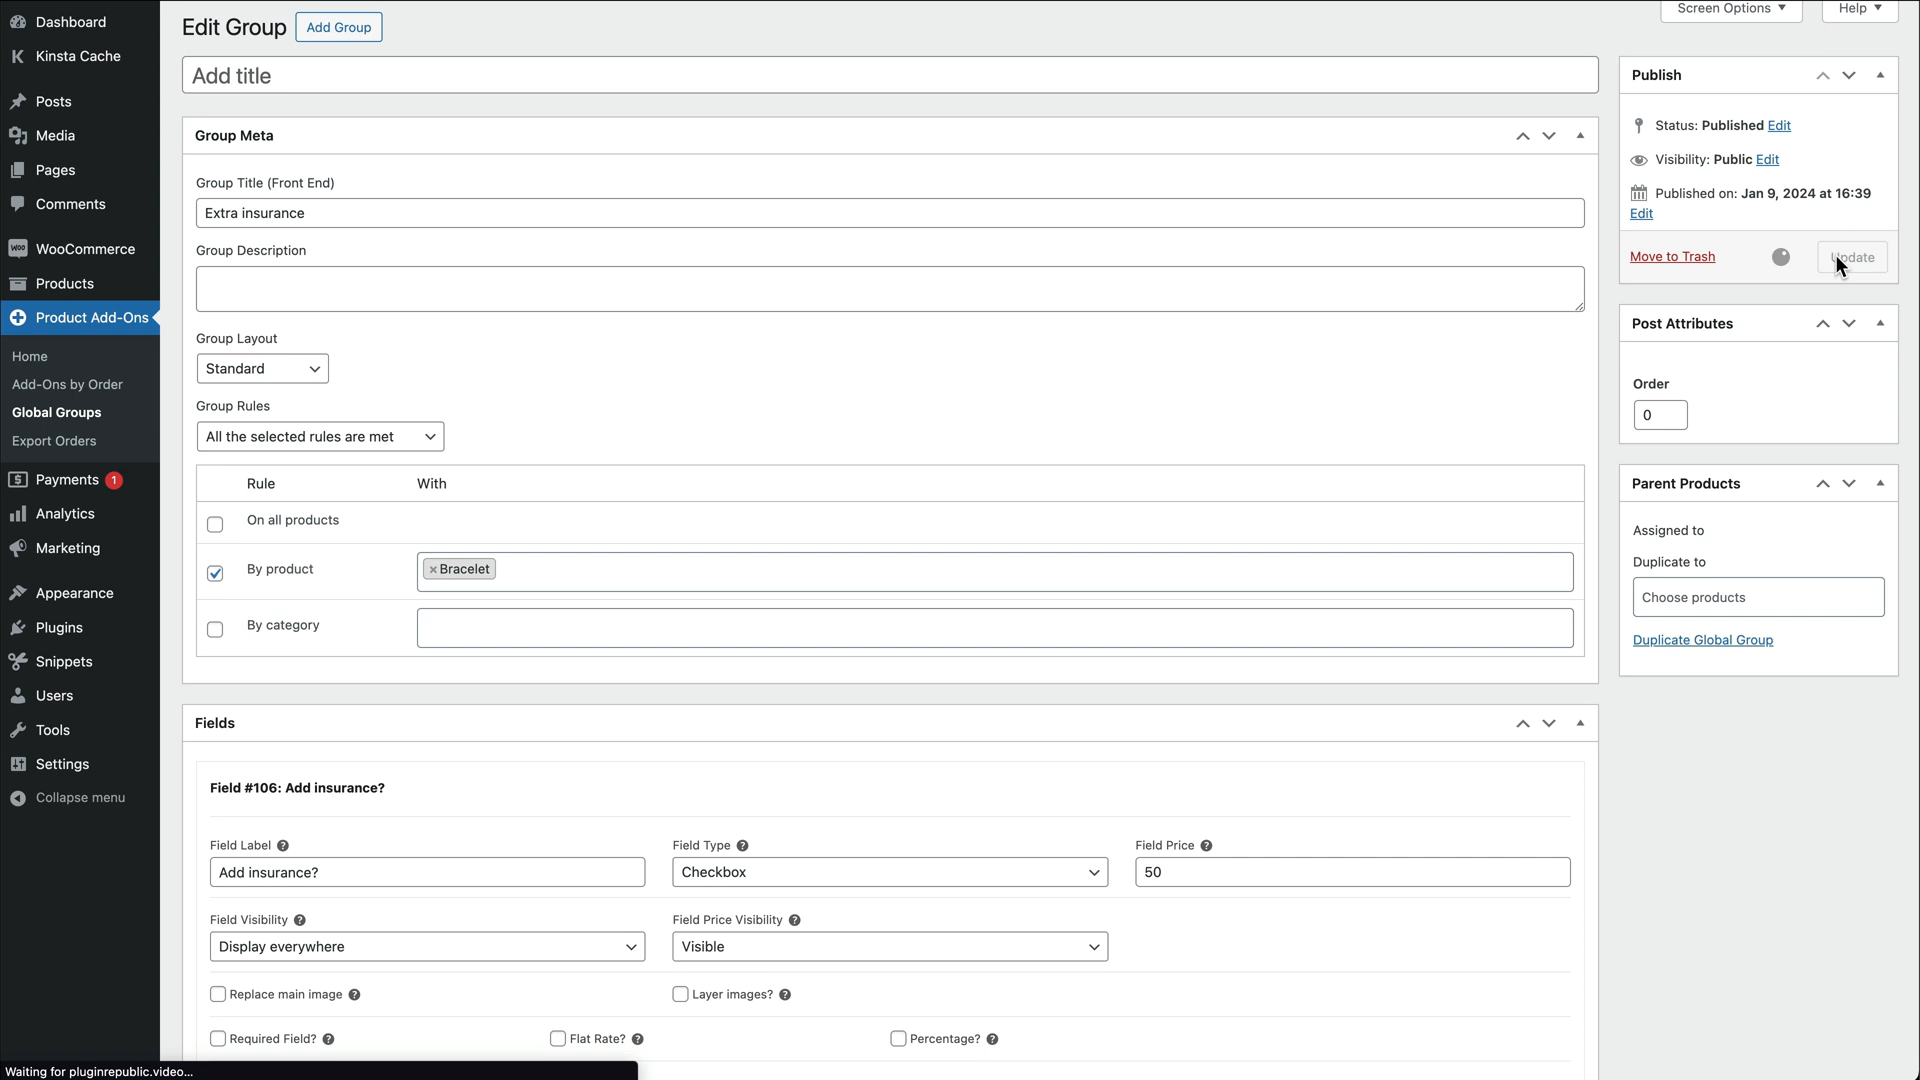 Dashboard
Kinsta Cache
Posts
Media
Pages
Comments
WooCommerce
Products
Product Add-Ons
Home
Add-Ons by Order
Global Groups
Export Orders
Payments 1
Analytics
Marketing
Appearance
Plugins
Snippets
Users
Tools
Settings
Collapse menu
Screen Options
Help
Edit Group
Add Group
Add title
Group Meta
Group Title (Front End)
Extra insurance
Group Description
Group Layout
Standard
Group Rules
All the selected rules are met
Rule With
On all products
By product ×Bracelet
By category
Fields
Field #106: Add insurance?
Field Label Field Type Field Price
Add insurance? Checkbox 50
Field Visibility Field Price Visibility
Display everywhere Visible
Replace main image Layer images?
Required Field? Flat Rate? Percentage?
Publish
Status: Published Edit
Visibility: Public Edit
Published on: Jan 9, 2024 at 16:39
Edit
Move to Trash Update
Post Attributes
Order
0
Parent Products
Assigned to
Duplicate to
Choose products
Duplicate Global Group
Waiting for pluginrepublic.video...